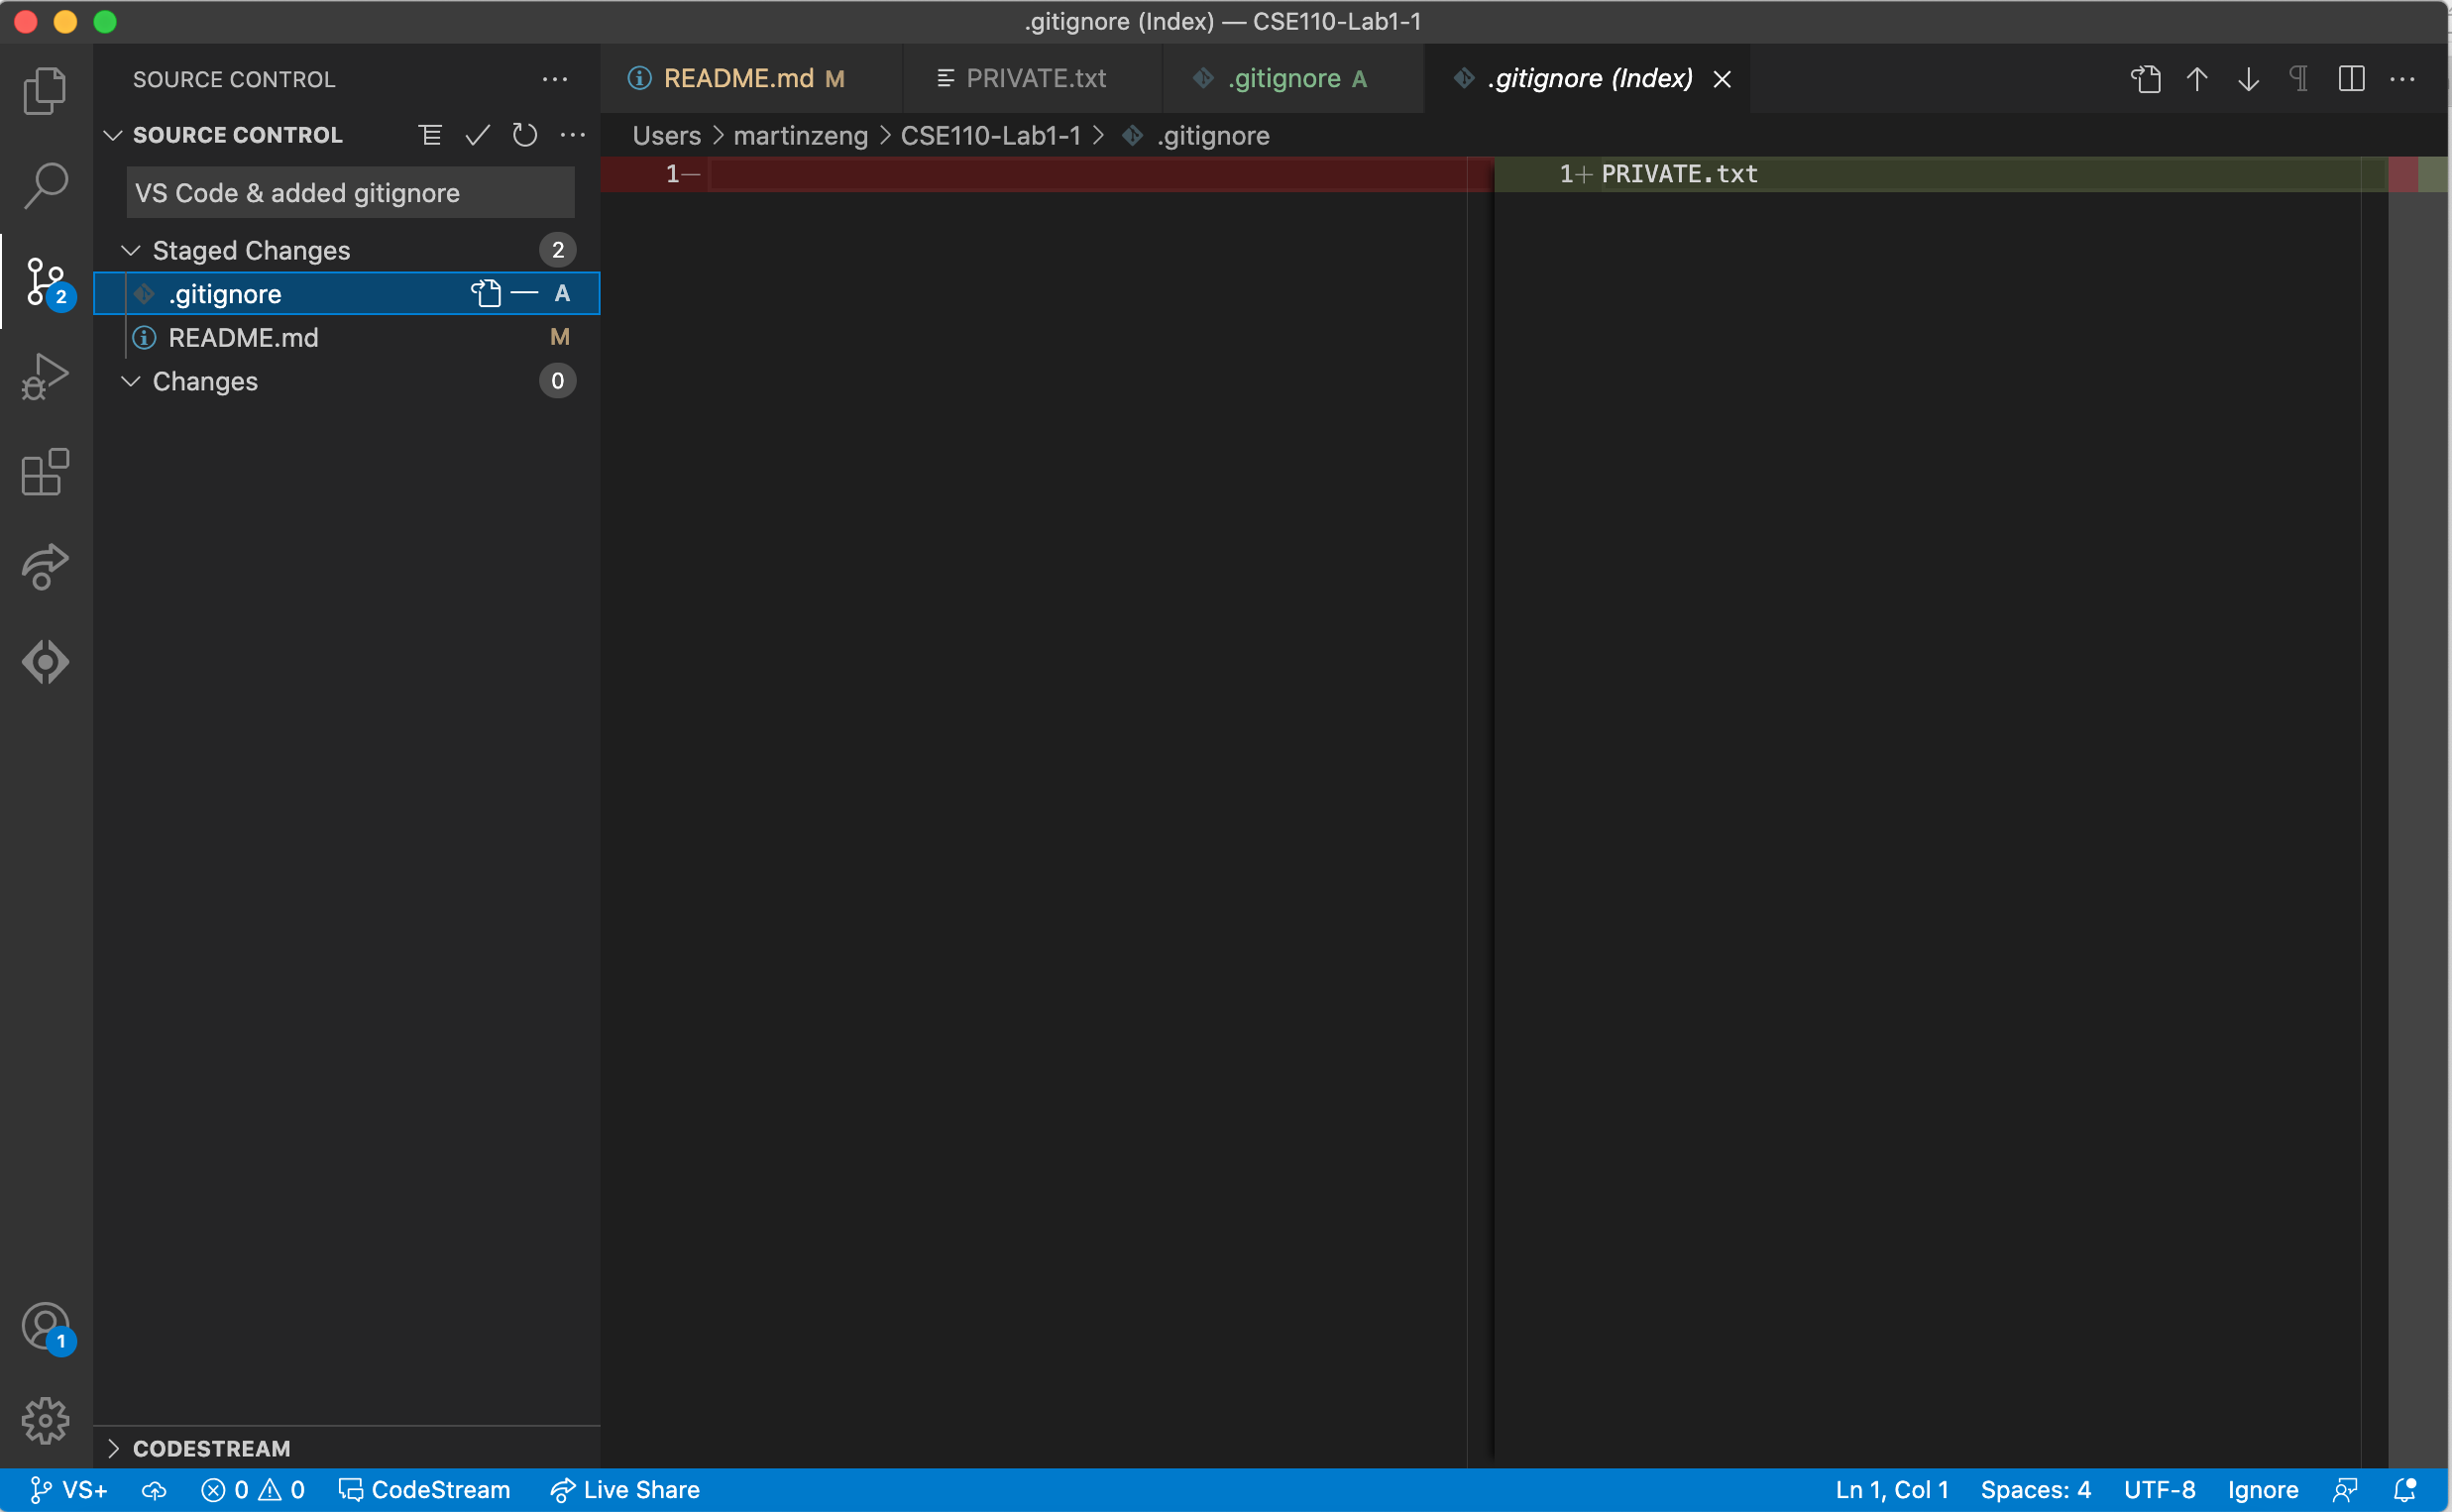 .gitignore (Index) — CSE110-Lab1-1
SOURCE CONTROL
README.md M
PRIVATE.txt
.gitignore A
.gitignore (Index)
SOURCE CONTROL
Users > martinzeng > CSE110-Lab1-1 > .gitignore
VS Code & added gitignore
1—
1+ PRIVATE.txt
Staged Changes 2
.gitignore A
2
README.md M
Changes 0
1
CODESTREAM
VS+ 0 0 CodeStream Live Share Ln 1, Col 1 Spaces: 4 UTF-8 Ignore